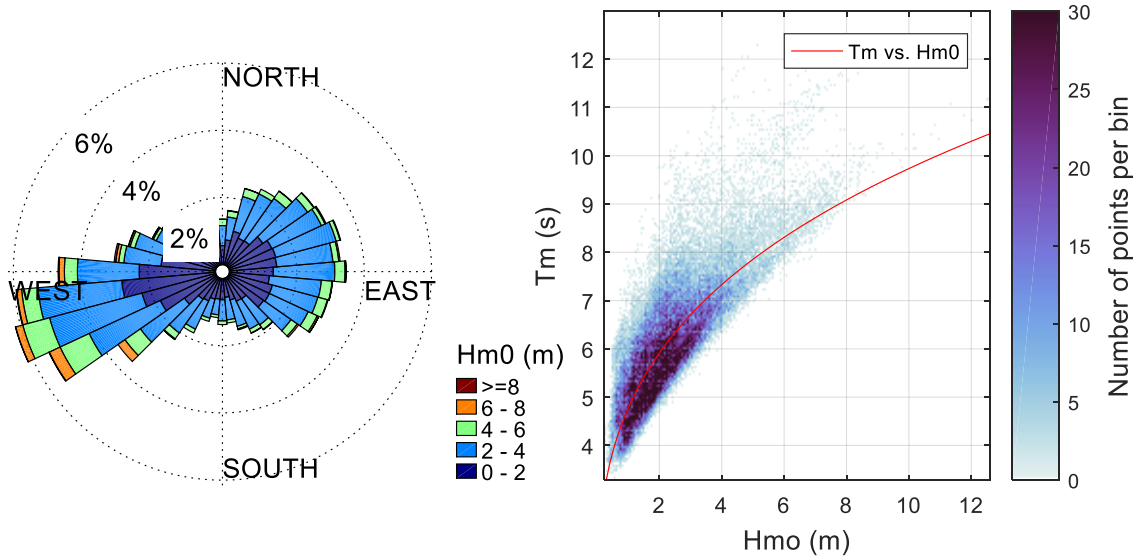 NORTH
6%
4%
2%
WEST
EAST
SOUTH
Hm0 (m)
>=8
6 - 8
4 - 6
2 - 4
0 - 2
Tm vs. Hm0
12
11
10
9
8
7
6
5
4
Tm (s)
2
4
6
8
10
12
Hmo (m)
30
25
20
15
10
5
0
Number of points per bin